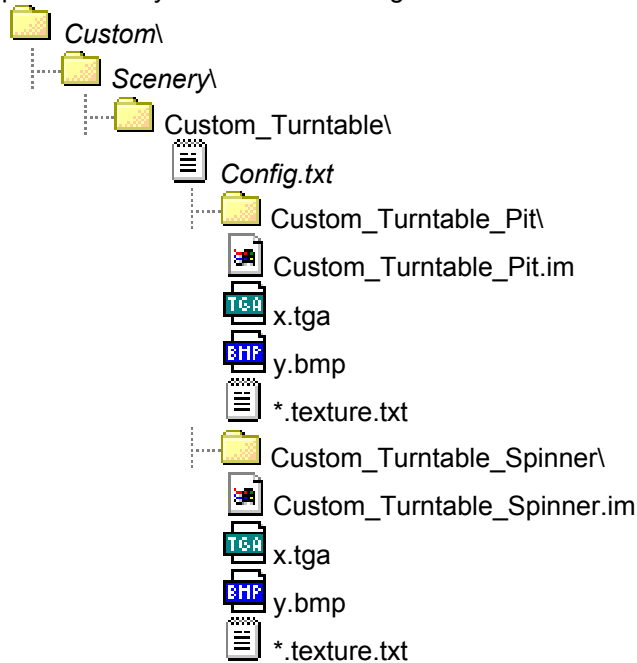 Custom\
Scenery\
Custom_Turntable\
Config.txt
Custom_Turntable_Pit\
Custom_Turntable_Pit.im
TGA x.tga
BMP y.bmp
*.texture.txt
Custom_Turntable_Spinner\
Custom_Turntable_Spinner.im
TGA x.tga
BMP y.bmp
*.texture.txt